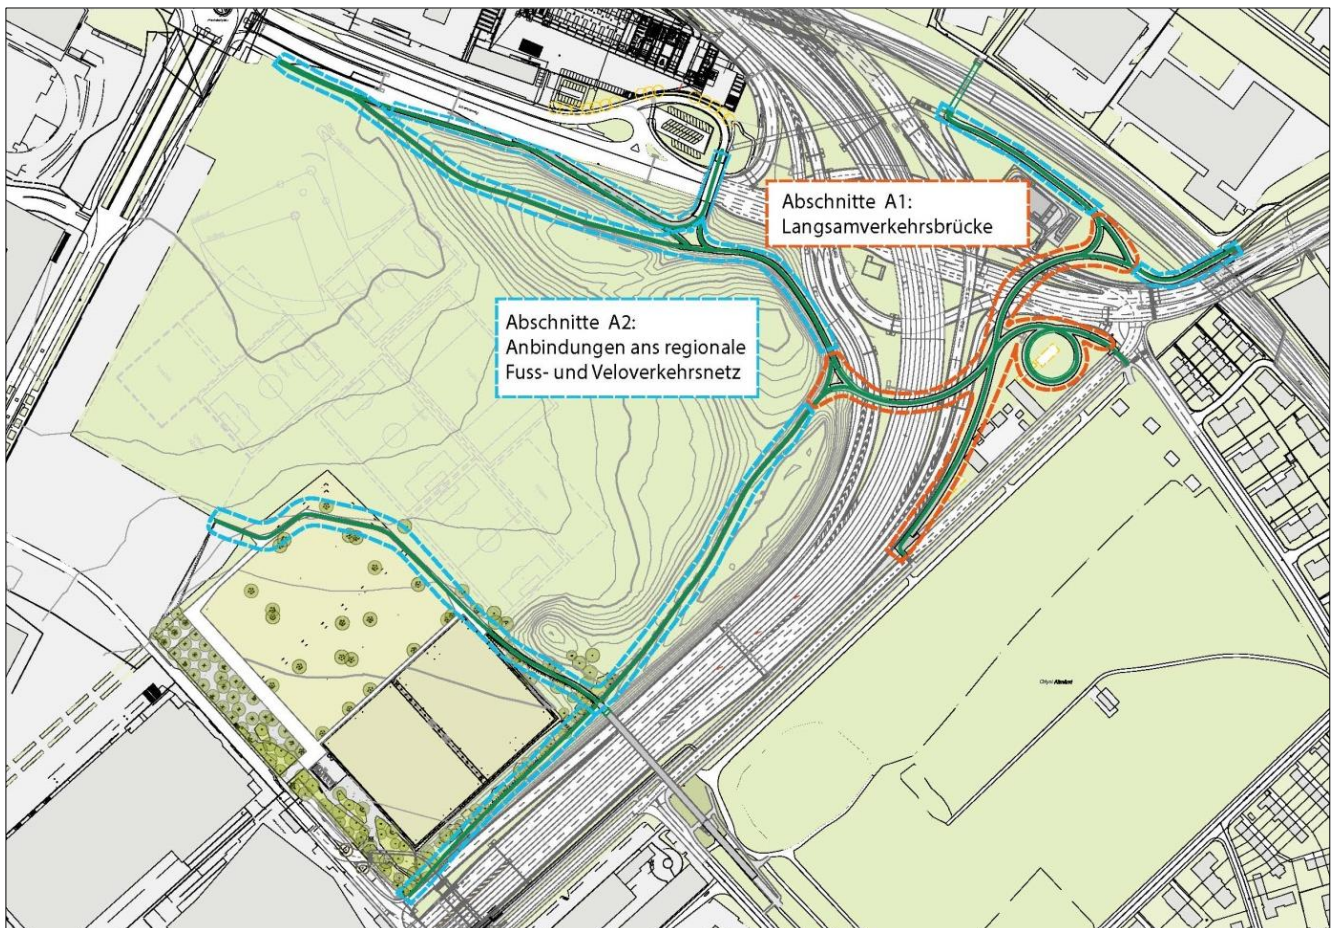 Abschnitte A1:
Langsamverkehrsbrücke
Abschnitte A2:
Anbindungen ans regionale
Fuss- und Veloverkehrsnetz